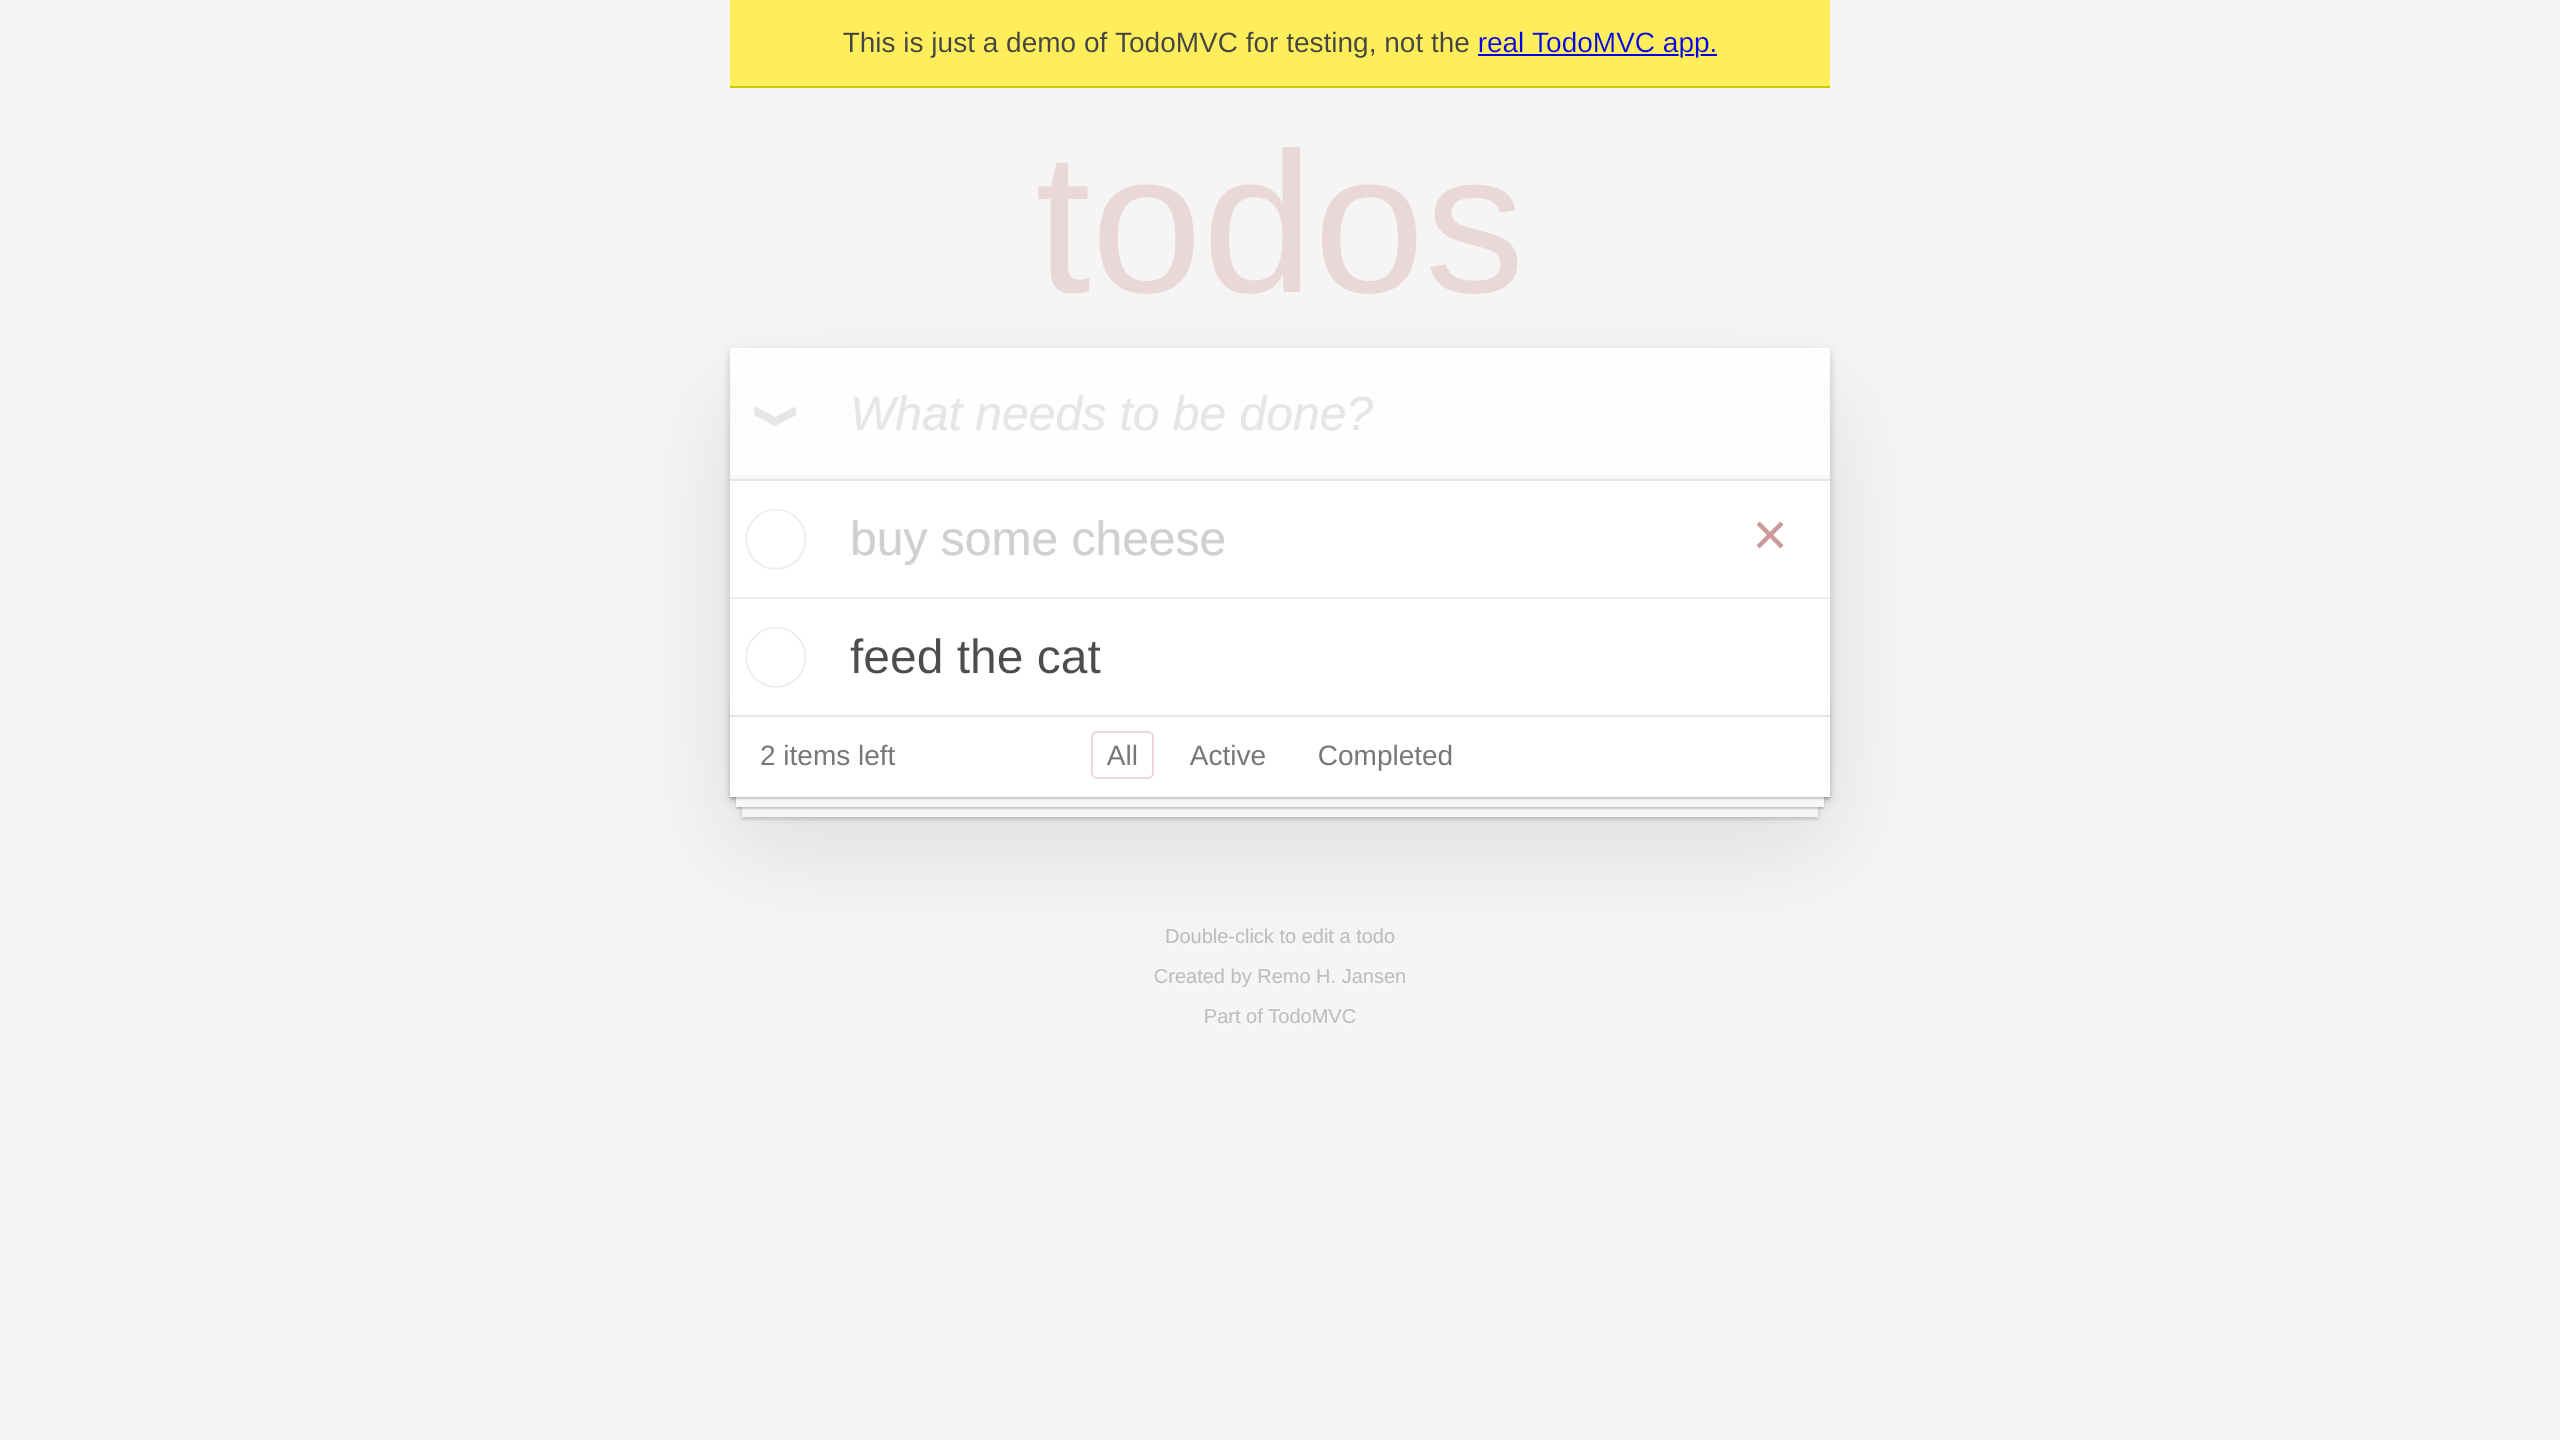 This is just a demo of TodoMVC for testing, not the real TodoMVC app.
todos
What needs to be done?
buy some cheese
feed the cat
2 items left All Active Completed
Double-click to edit a todo
Created by Remo H. Jansen
Part of TodoMVC